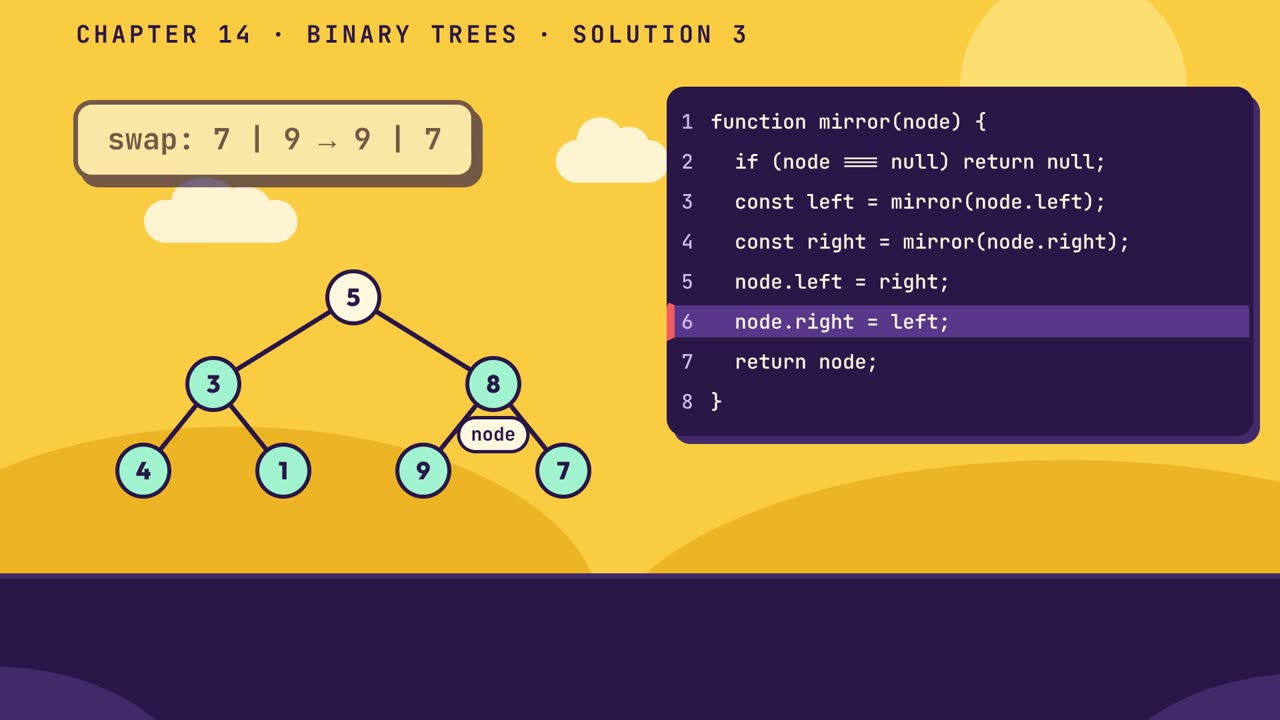 CHAPTER 14 · BINARY TREES · SOLUTION 3
swap: 7 | 9 → 9 | 7
1 function mirror(node) {
2 if (node === null) return null;
3 const left = mirror(node.left);
4 const right = mirror(node.right);
5 node.left = right;
6 node.right = left;
7 return node;
8 }
5
3 8
node
4 1 9 7